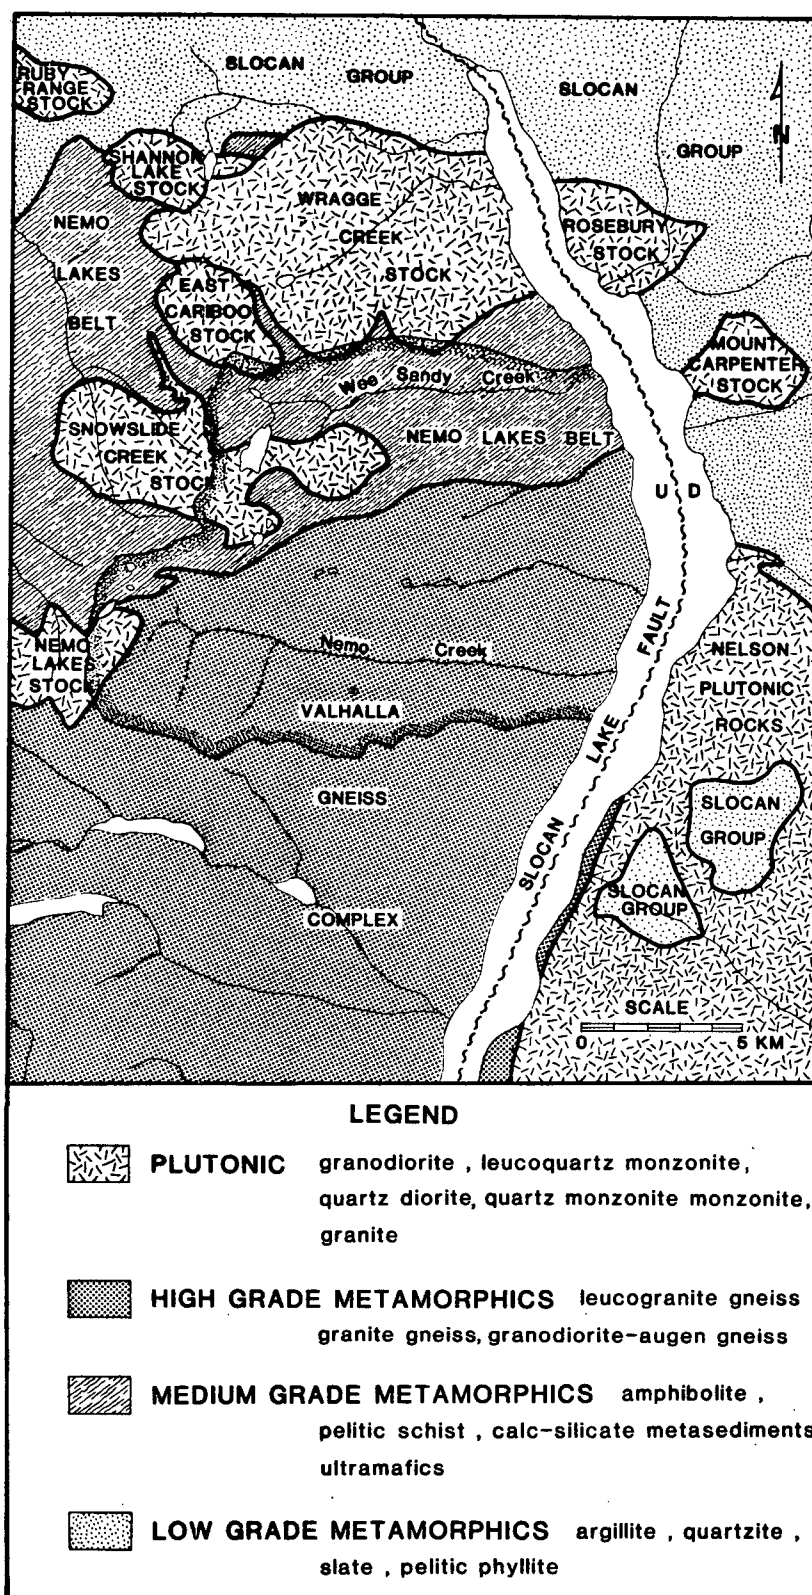 RUBY
RANGE
STOCK
SLOCAN
GROUP
SLOCAN
GROUP
N
SHANNON
LAKE
STOCK
NEMO
LAKES
BELT
WRAGGE
CREEK
STOCK
ROSEBURY
STOCK
EAST
CARIBOO
STOCK
MOUNT
CARPENTER
STOCK
Wee Sandy Creek
SNOWSLIDE
CREEK
STOCK
NEMO LAKES BELT
U D
NEMO
LAKES
STOCK
Nemo Creek
VALHALLA
GNEISS
COMPLEX
SLOCAN LAKE FAULT
NELSON
PLUTONIC
ROCKS
SLOCAN
GROUP
SLOCAN
GROUP
SCALE
0 5 KM
LEGEND
PLUTONIC granodiorite , leucoquartz monzonite,
quartz diorite, quartz monzonite monzonite,
granite
HIGH GRADE METAMORPHICS leucogranite gneiss
granite gneiss, granodiorite-augen gneiss
MEDIUM GRADE METAMORPHICS amphibolite ,
pelitic schist , calc-silicate metasediments
ultramafics
LOW GRADE METAMORPHICS argillite , quartzite ,
slate , pelitic phyllite